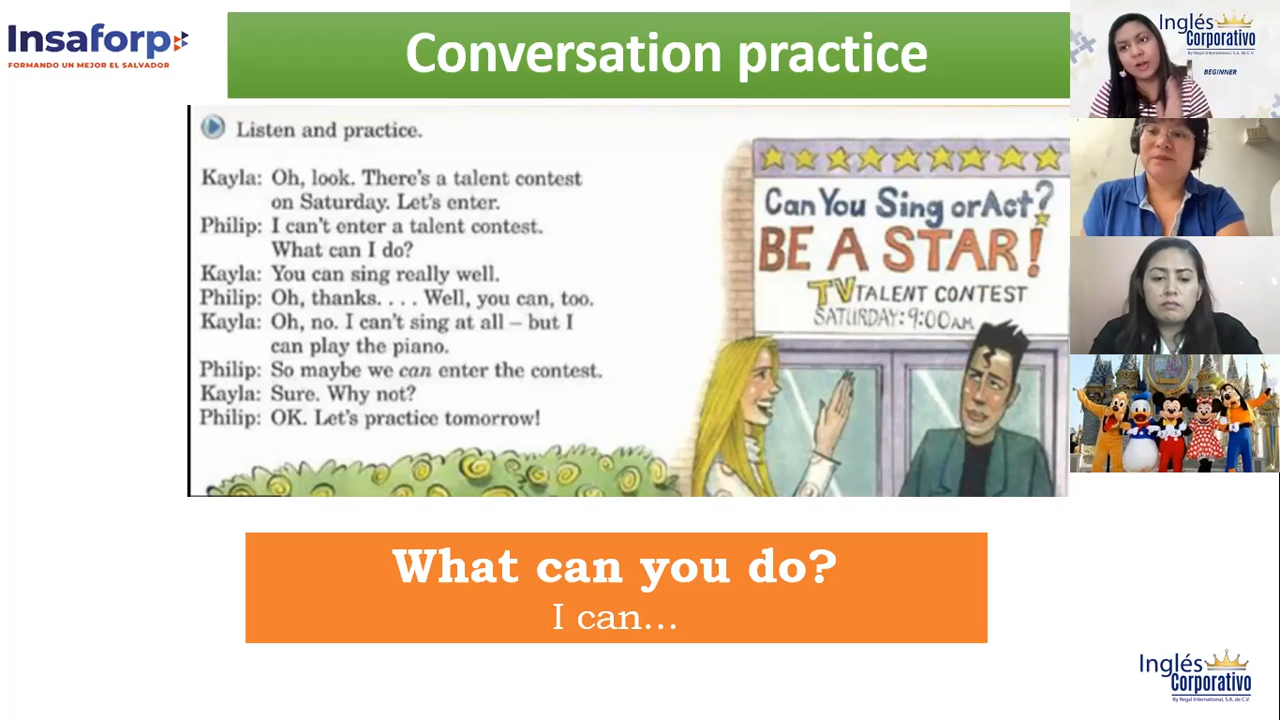 Insaforp
FORMANDO UN MEJOR EL SALVADOR
Conversation practice
Inglés
Corporativo
By Regal International, S.A. de C.V.
BEGINNER
Listen and practice.
Kayla: Oh, look. There's a talent contest
on Saturday. Let's enter.
Philip: I can't enter a talent contest.
What can I do?
Kayla: You can sing really well.
Philip: Oh, thanks. . . . Well, you can, too.
Kayla: Oh, no. I can't sing at all – but I
can play the piano.
Philip: So maybe we can enter the contest.
Kayla: Sure. Why not?
Philip: OK. Let's practice tomorrow!
Can You Sing or Act?
BE A STAR!
TV TALENT CONTEST
SATURDAY: 9:00 AM
What can you do?
I can...
Inglés
Corporativo
By Regal International, S.A. de C.V.